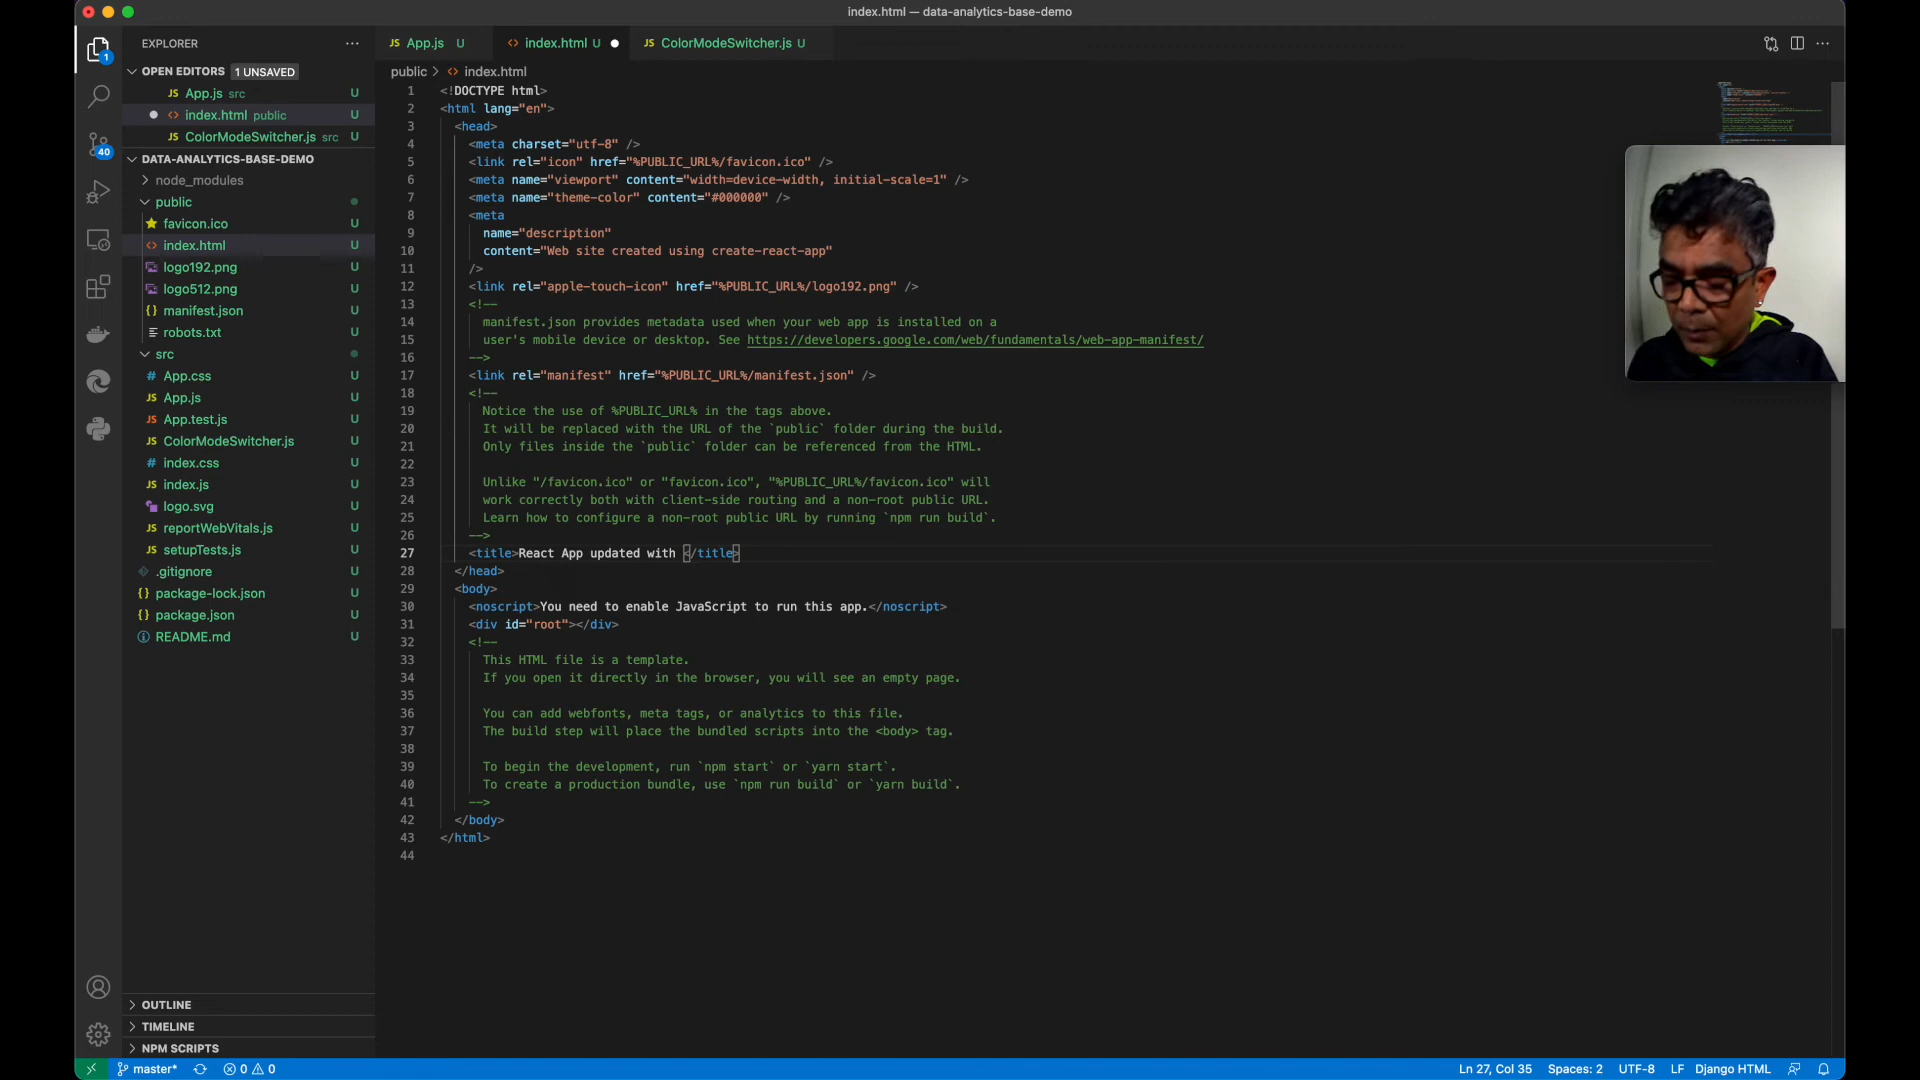 index.html — data-analytics-base-demo
EXPLORER
OPEN EDITORS 1 UNSAVED
App.js src U
index.html public U
ColorModeSwitcher.js src U
DATA-ANALYTICS-BASE-DEMO
node_modules
public
favicon.ico U
index.html U
logo192.png U
logo512.png U
manifest.json U
robots.txt U
src
App.css U
App.js U
App.test.js U
ColorModeSwitcher.js U
index.css U
index.js U
logo.svg U
reportWebVitals.js U
setupTests.js U
.gitignore U
package-lock.json U
package.json U
README.md U
OUTLINE
TIMELINE
NPM SCRIPTS
1
40
App.js U
index.html U
ColorModeSwitcher.js U
public > index.html
1 <!DOCTYPE html>
2 <html lang="en">
3 <head>
4 <meta charset="utf-8" />
5 <link rel="icon" href="%PUBLIC_URL%/favicon.ico" />
6 <meta name="viewport" content="width=device-width, initial-scale=1" />
7 <meta name="theme-color" content="#000000" />
8 <meta
9 name="description"
10 content="Web site created using create-react-app"
11 />
12 <link rel="apple-touch-icon" href="%PUBLIC_URL%/logo192.png" />
13 <!--
14 manifest.json provides metadata used when your web app is installed on a
15 user's mobile device or desktop. See https://developers.google.com/web/fundamentals/web-app-manifest/
16 -->
17 <link rel="manifest" href="%PUBLIC_URL%/manifest.json" />
18 <!--
19 Notice the use of %PUBLIC_URL% in the tags above.
20 It will be replaced with the URL of the `public` folder during the build.
21 Only files inside the `public` folder can be referenced from the HTML.
22
23 Unlike "/favicon.ico" or "favicon.ico", "%PUBLIC_URL%/favicon.ico" will
24 work correctly both with client-side routing and a non-root public URL.
25 Learn how to configure a non-root public URL by running `npm run build`.
26 -->
27 <title>React App updated with </title>
28 </head>
29 <body>
30 <noscript>You need to enable JavaScript to run this app.</noscript>
31 <div id="root"></div>
32 <!--
33 This HTML file is a template.
34 If you open it directly in the browser, you will see an empty page.
35
36 You can add webfonts, meta tags, or analytics to this file.
37 The build step will place the bundled scripts into the <body> tag.
38
39 To begin the development, run `npm start` or `yarn start`.
40 To create a production bundle, use `npm run build` or `yarn build`.
41 -->
42 </body>
43 </html>
44
master* 0 0 Ln 27, Col 35 Spaces: 2 UTF-8 LF Django HTML